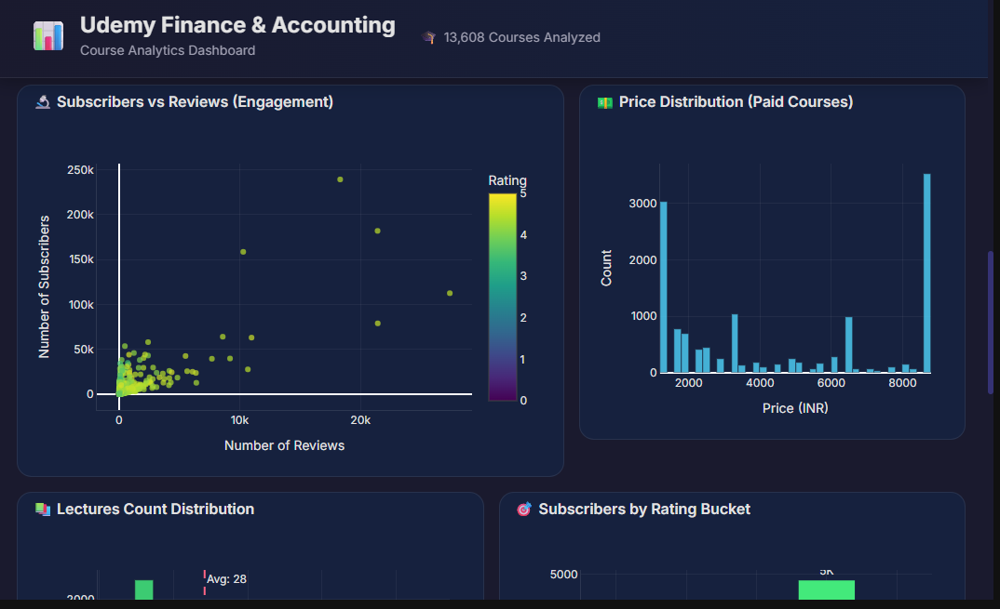 Udemy Finance & Accounting
Course Analytics Dashboard
13,608 Courses Analyzed
Subscribers vs Reviews (Engagement)
250k
200k
150k
100k
50k
0
Number of Subscribers
0
10k
20k
Number of Reviews
Rating
5
4
3
2
1
0
Price Distribution (Paid Courses)
3000
2000
1000
0
Count
2000
4000
6000
8000
Price (INR)
Lectures Count Distribution
2000
Avg: 28
Subscribers by Rating Bucket
5000
5K